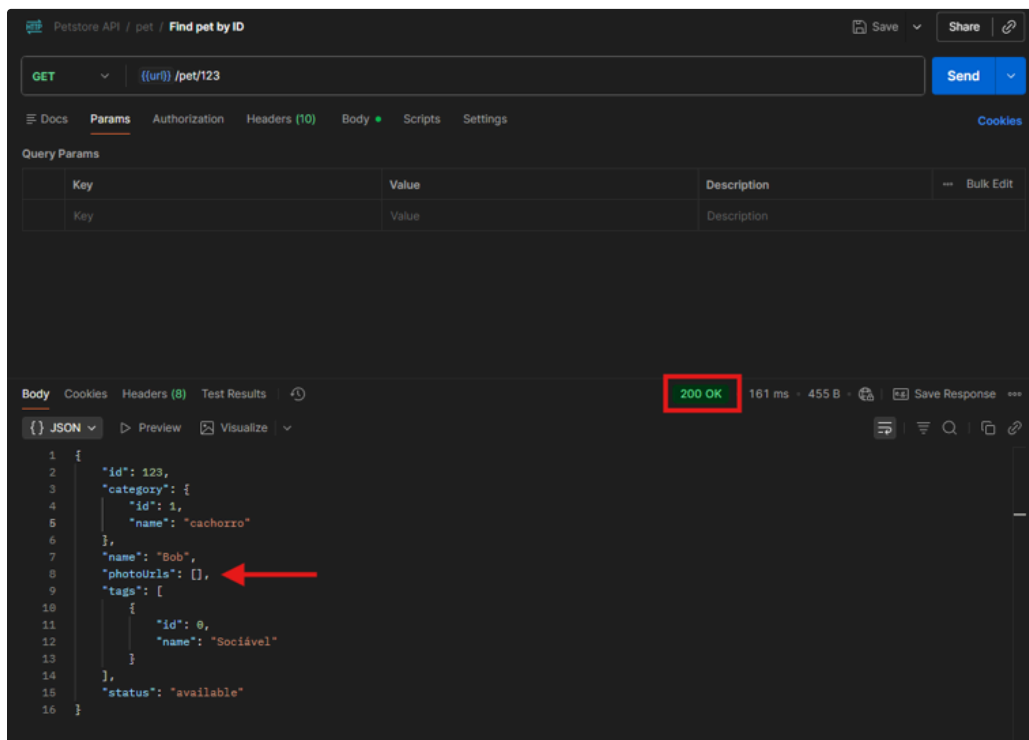 HTTP Petstore API / pet / Find pet by ID Save Share
GET {{url}} /pet/123 Send
Docs Params Authorization Headers (10) Body Scripts Settings Cookies
Query Params
Key Value Description Bulk Edit
Key Value Description
Body Cookies Headers (8) Test Results 200 OK 161 ms 455 B Save Response
{} JSON Preview Visualize
1 {
2 "id": 123,
3 "category": {
4 "id": 1,
5 "name": "cachorro"
6 },
7 "name": "Bob",
8 "photoUrls": [],
9 "tags": [
10 {
11 "id": 0,
12 "name": "Sociável"
13 }
14 ],
15 "status": "available"
16 }